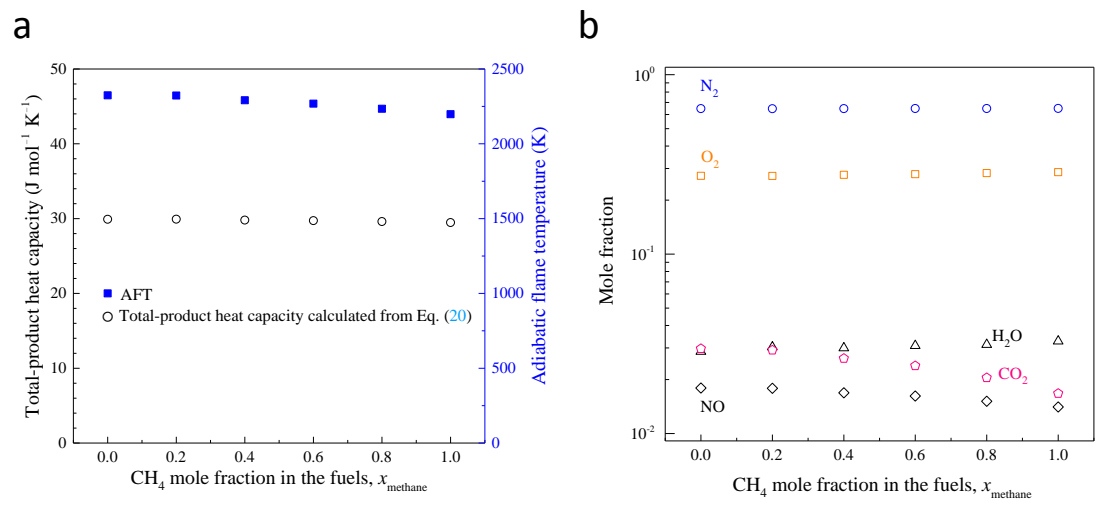 a
50
40
30
20
10
0
Total-product heat capacity (J mol⁻¹ K⁻¹)
2500
2000
1500
1000
500
0
Adiabatic flame temperature (K)
AFT
Total-product heat capacity calculated from Eq. (20)
0.0 0.2 0.4 0.6 0.8 1.0
CH₄ mole fraction in the fuels, x_methane
b
10⁰
10⁻¹
10⁻²
Mole fraction
N₂
O₂
H₂O
CO₂
NO
0.0 0.2 0.4 0.6 0.8 1.0
CH₄ mole fraction in the fuels, x_methane